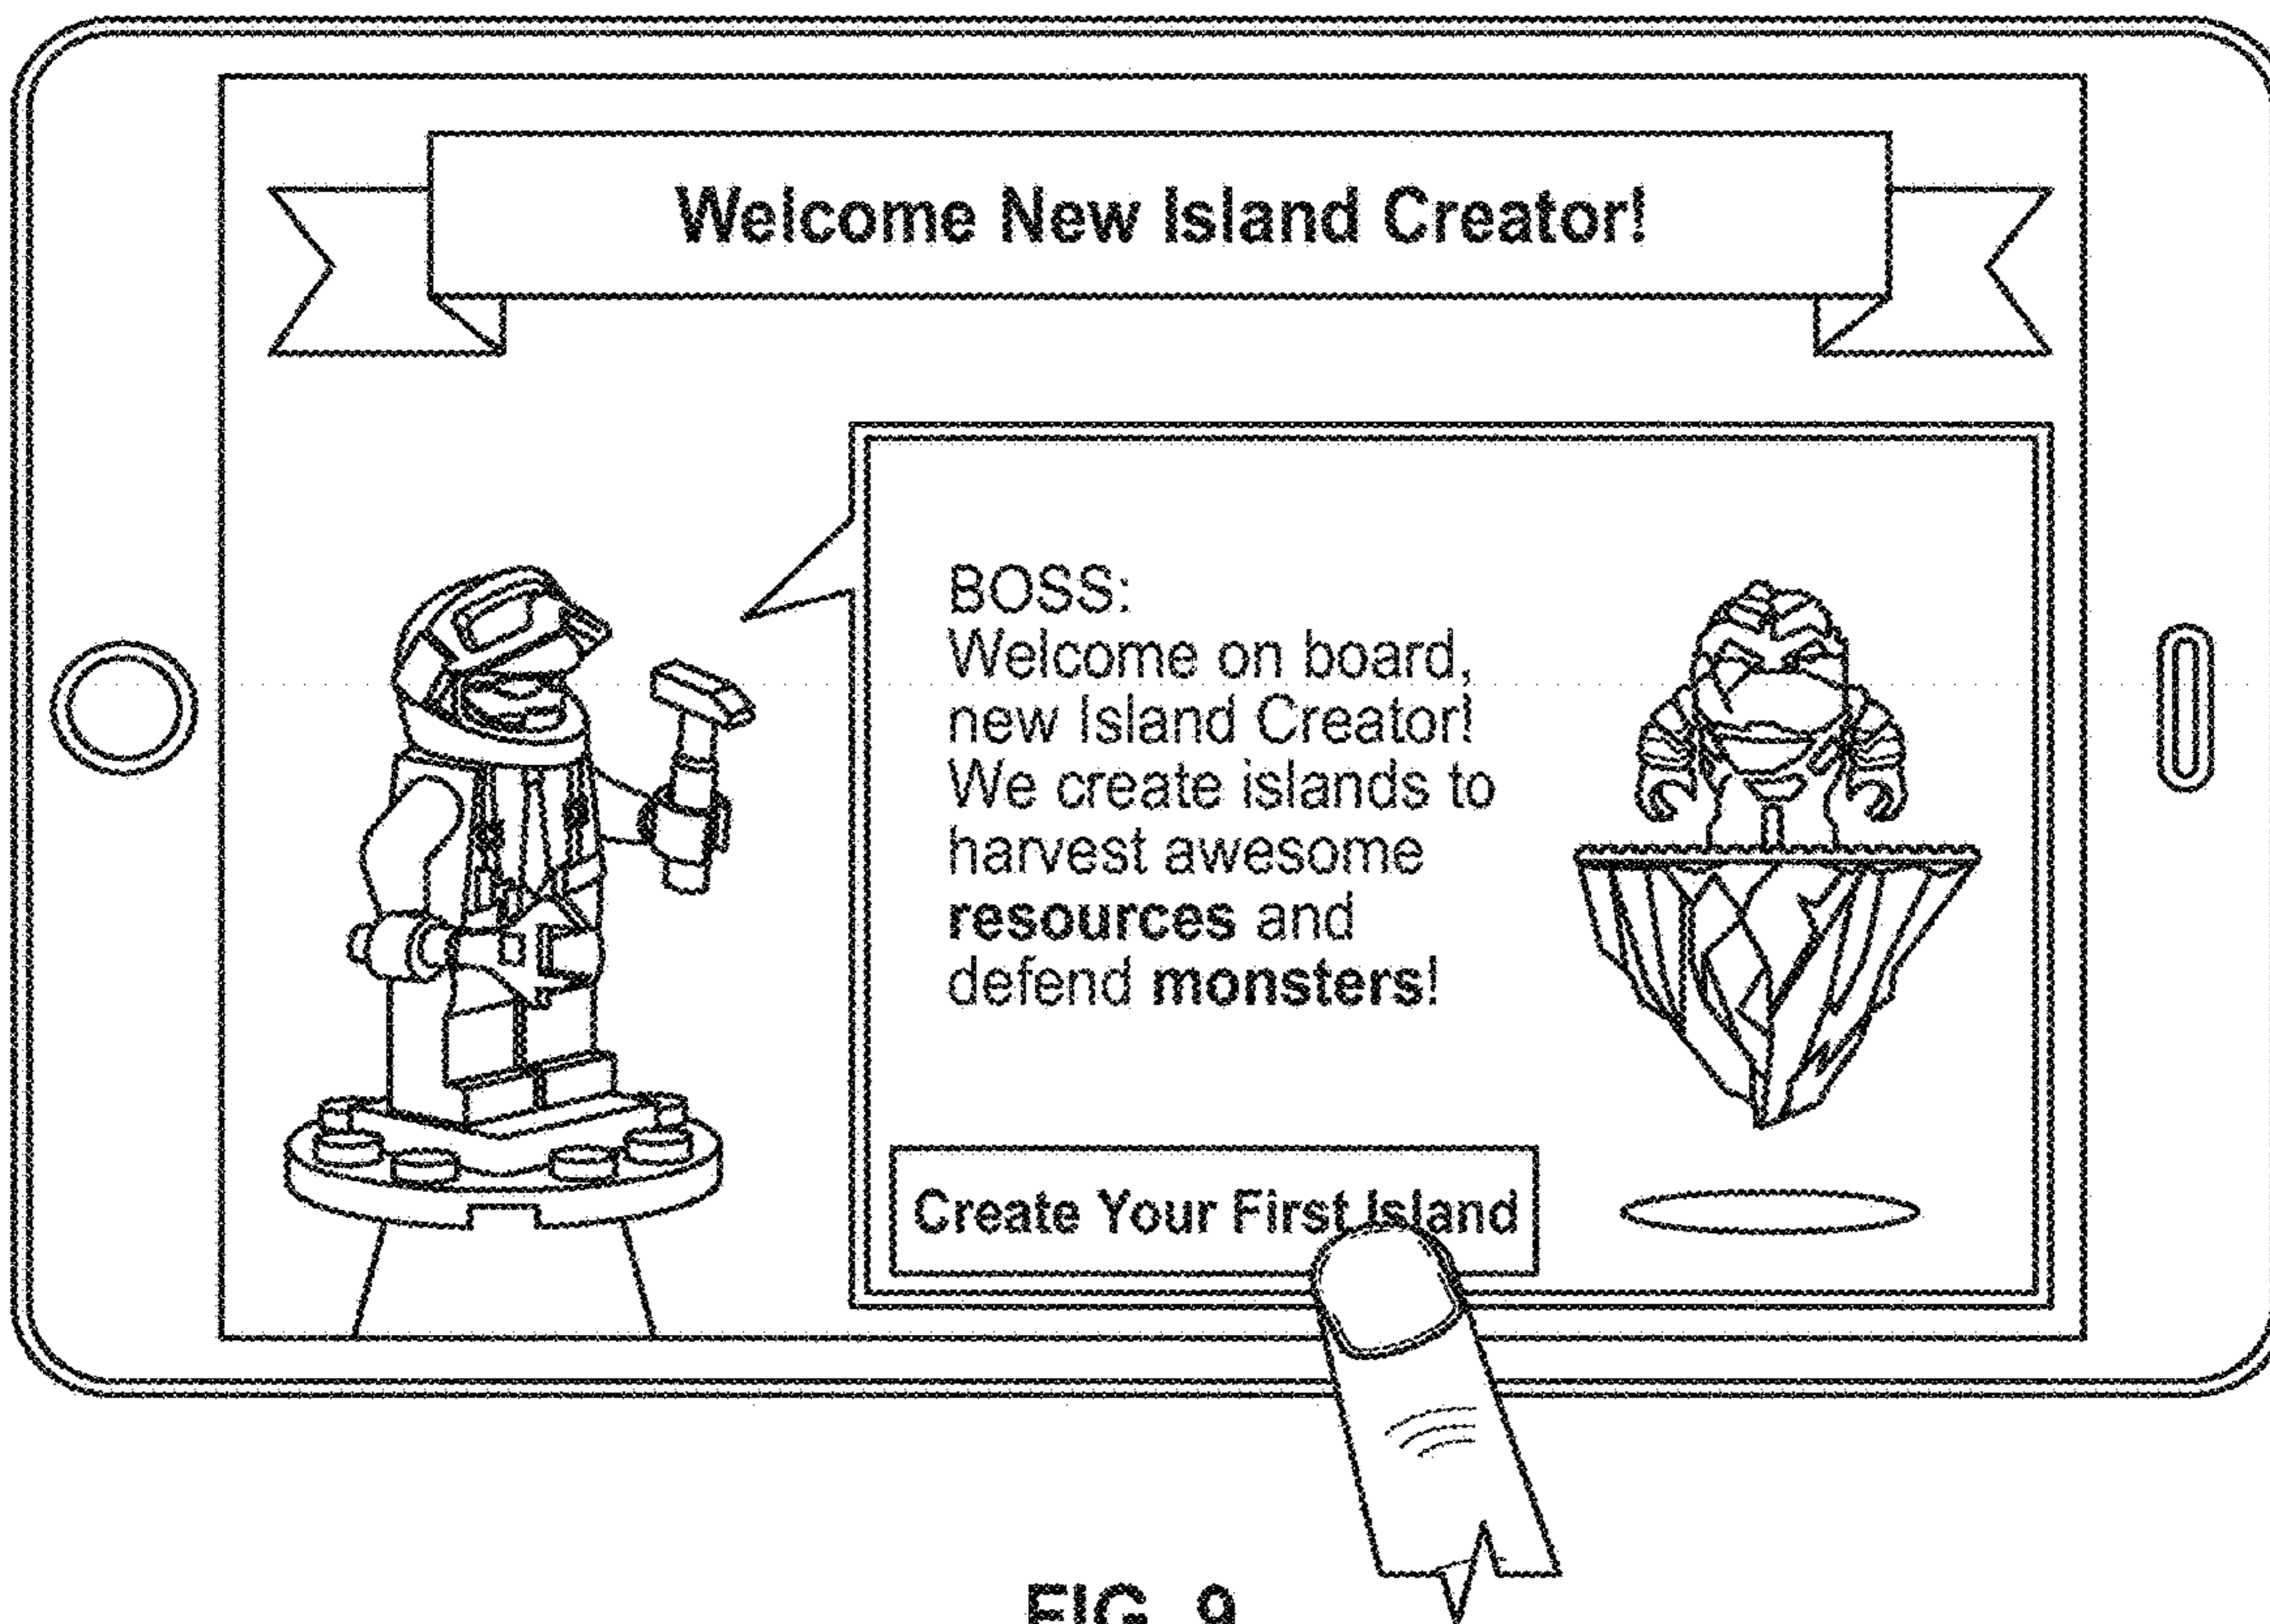 Welcome New Island Creator!
BOSS:
Welcome on board,
new Island Creator!
We create islands to
harvest awesome
resources and
defend monsters!
Create Your First Island
FIG. 9